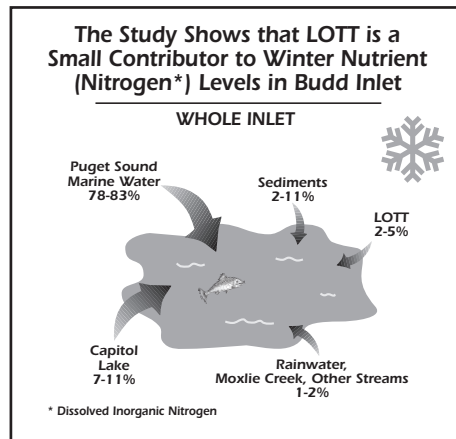 The Study Shows that LOTT is a
Small Contributor to Winter Nutrient
(Nitrogen*) Levels in Budd Inlet
WHOLE INLET
Puget Sound
Marine Water
78-83%
Sediments
2-11%
LOTT
2-5%
Capitol
Lake
7-11%
Rainwater,
Moxlie Creek, Other Streams
1-2%
* Dissolved Inorganic Nitrogen